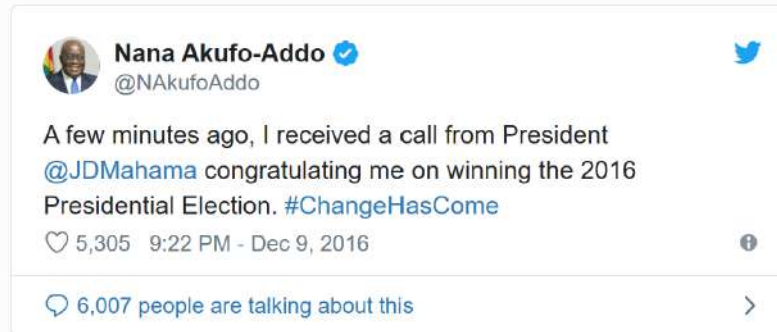 Nana Akufo-Addo
@NAkufoAddo
A few minutes ago, I received a call from President
@JDMahama congratulating me on winning the 2016
Presidential Election. #ChangeHasCome
5,305 9:22 PM - Dec 9, 2016
6,007 people are talking about this